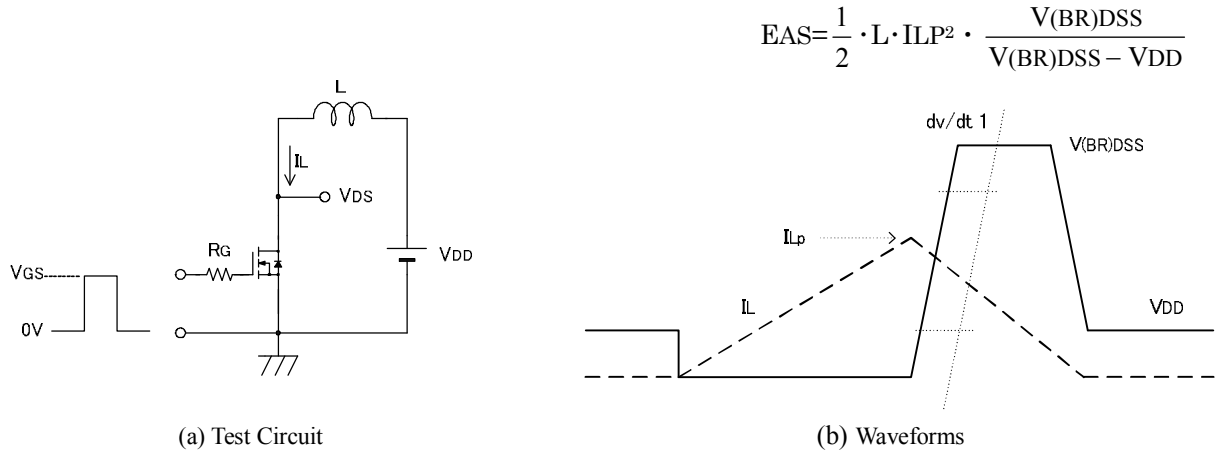 EAS=1/2 · L · ILP² · V(BR)DSS / V(BR)DSS – VDD
L
IL
VDS
RG
VDD
VGS
0V
(a) Test Circuit
dv/dt 1
V(BR)DSS
ILp
IL
VDD
(b) Waveforms